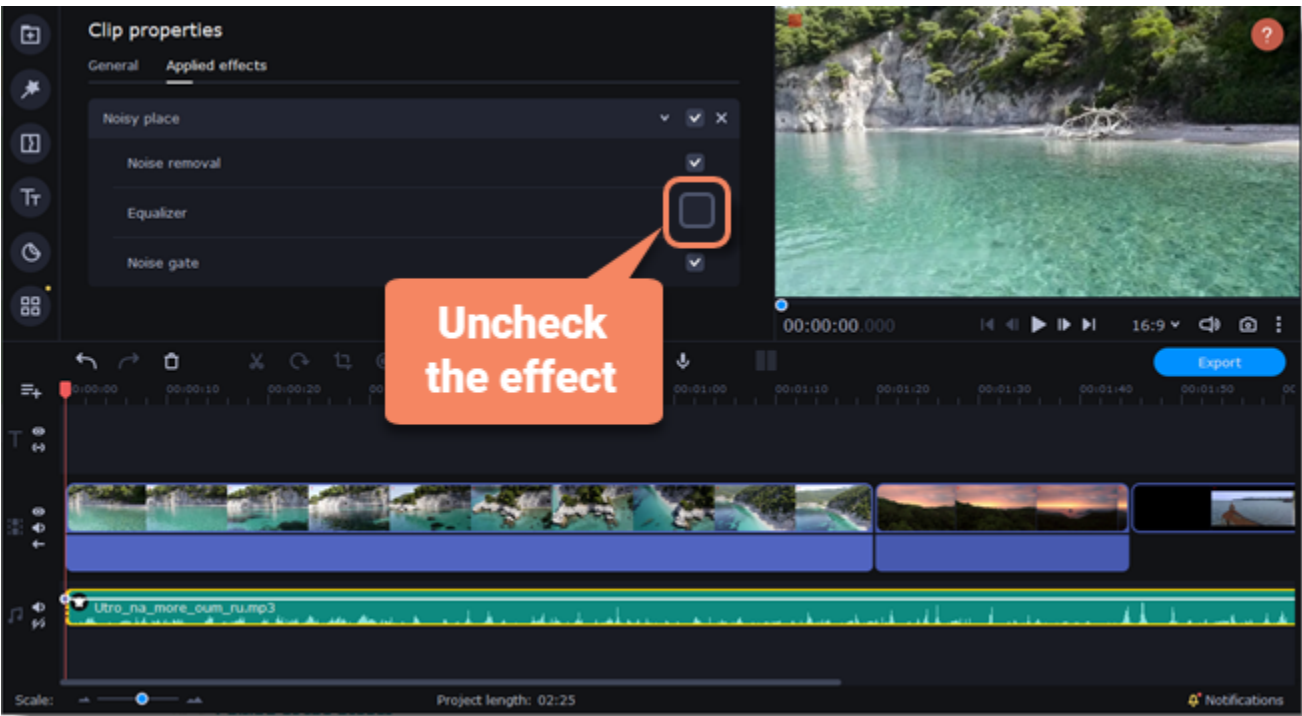 Clip properties
General Applied effects
Noisy place
Noise removal
Equalizer
Noise gate
Uncheck
the effect
?
00:00:00.000
16:9
Export
0:00:00 00:00:10 00:00:20 00 00:01:00 00:01:10 00:01:20 00:01:30 00:01:40 00:01:50 00
Utro_na_more_oum_ru.mp3
Scale:
Project length: 02:25
Notifications